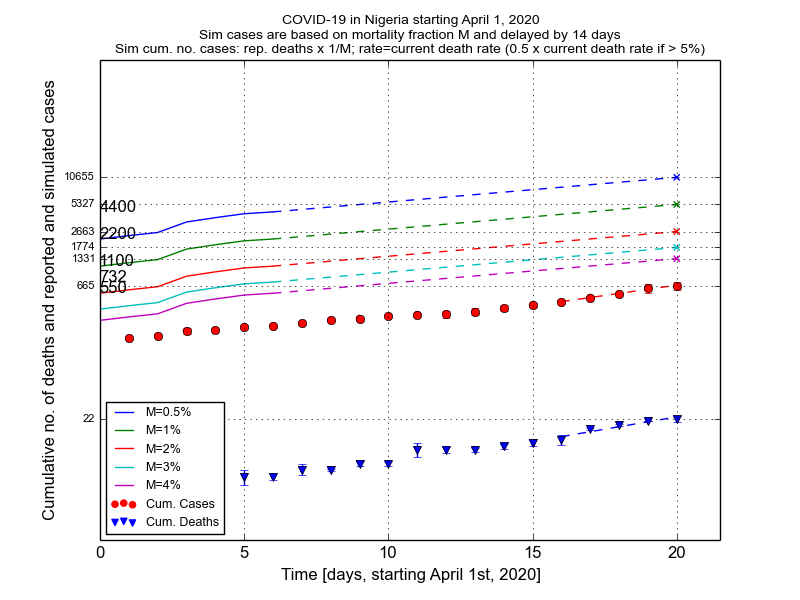 COVID-19 in Nigeria starting April 1, 2020
Sim cases are based on mortality fraction M and delayed by 14 days
Sim cum. no. cases: rep. deaths x 1/M; rate=current death rate (0.5 x current death rate if > 5%)
Cumulative no. of deaths and reported and simulated cases
10655
5327
2663
1774
1331
665
22
4400
2200
1100
732
550
M=0.5%
M=1%
M=2%
M=3%
M=4%
Cum. Cases
Cum. Deaths
0 5 10 15 20
Time [days, starting April 1st, 2020]